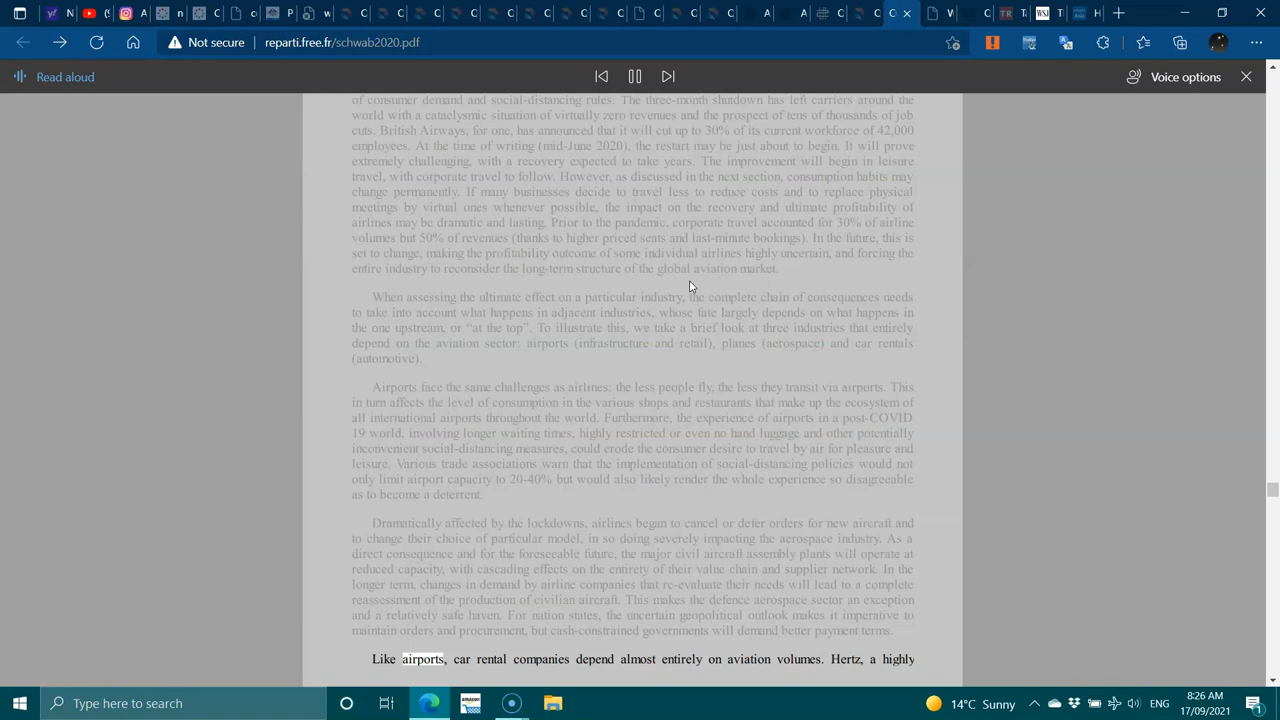 Not secure
reparti.free.fr/schwab2020.pdf
Read aloud
Voice options
of consumer demand and social-distancing rules. The three-month shutdown has left carriers around the
world with a cataclysmic situation of virtually zero revenues and the prospect of tens of thousands of job
cuts. British Airways, for one, has announced that it will cut up to 30% of its current workforce of 42,000
employees. At the time of writing (mid-June 2020), the restart may be just about to begin. It will prove
extremely challenging, with a recovery expected to take years. The improvement will begin in leisure
travel, with corporate travel to follow. However, as discussed in the next section, consumption habits may
change permanently. If many businesses decide to travel less to reduce costs and to replace physical
meetings by virtual ones whenever possible, the impact on the recovery and ultimate profitability of
airlines may be dramatic and lasting. Prior to the pandemic, corporate travel accounted for 30% of airline
volumes but 50% of revenues (thanks to higher priced seats and last-minute bookings). In the future, this is
set to change, making the profitability outcome of some individual airlines highly uncertain, and forcing the
entire industry to reconsider the long-term structure of the global aviation market.
When assessing the ultimate effect on a particular industry, the complete chain of consequences needs
to take into account what happens in adjacent industries, whose fate largely depends on what happens in
the one upstream, or “at the top”. To illustrate this, we take a brief look at three industries that entirely
depend on the aviation sector: airports (infrastructure and retail), planes (aerospace) and car rentals
(automotive).
Airports face the same challenges as airlines: the less people fly, the less they transit via airports. This
in turn affects the level of consumption in the various shops and restaurants that make up the ecosystem of
all international airports throughout the world. Furthermore, the experience of airports in a post-COVID
19 world, involving longer waiting times, highly restricted or even no hand luggage and other potentially
inconvenient social-distancing measures, could erode the consumer desire to travel by air for pleasure and
leisure. Various trade associations warn that the implementation of social-distancing policies would not
only limit airport capacity to 20-40% but would also likely render the whole experience so disagreeable
as to become a deterrent.
Dramatically affected by the lockdowns, airlines began to cancel or defer orders for new aircraft and
to change their choice of particular model, in so doing severely impacting the aerospace industry. As a
direct consequence and for the foreseeable future, the major civil aircraft assembly plants will operate at
reduced capacity, with cascading effects on the entirety of their value chain and supplier network. In the
longer term, changes in demand by airline companies that re-evaluate their needs will lead to a complete
reassessment of the production of civilian aircraft. This makes the defence aerospace sector an exception
and a relatively safe haven. For nation states, the uncertain geopolitical outlook makes it imperative to
maintain orders and procurement, but cash-constrained governments will demand better payment terms.
Like airports, car rental companies depend almost entirely on aviation volumes. Hertz, a highly
Type here to search
14°C Sunny
ENG
8:26 AM
17/09/2021